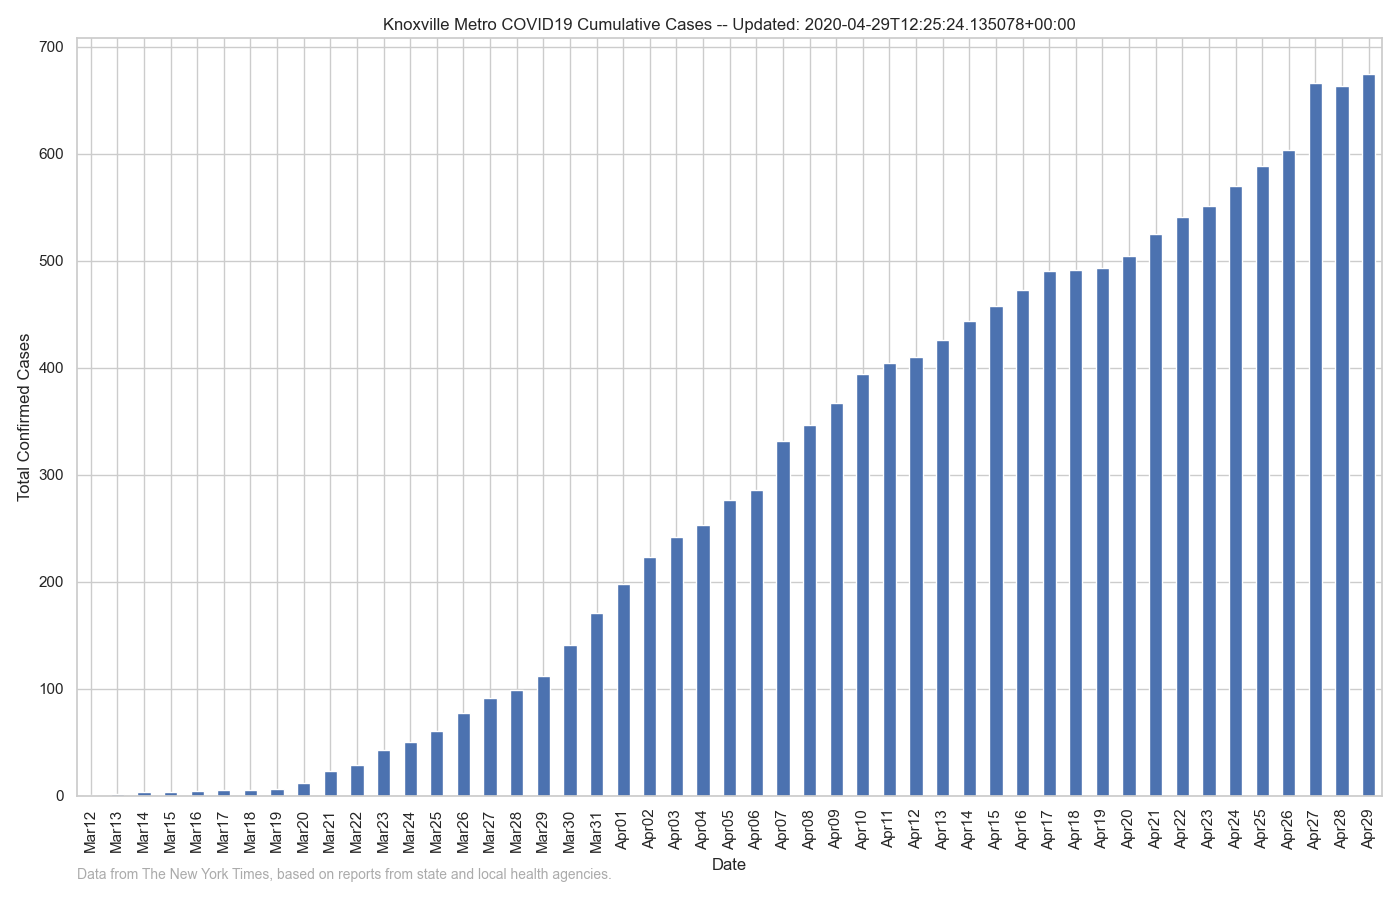 Knoxville Metro COVID19 Cumulative Cases -- Updated: 2020-04-29T12:25:24.135078+00:00
700
600
500
400
300
200
100
0
Total Confirmed Cases
Mar12
Mar13
Mar14
Mar15
Mar16
Mar17
Mar18
Mar19
Mar20
Mar21
Mar22
Mar23
Mar24
Mar25
Mar26
Mar27
Mar28
Mar29
Mar30
Mar31
Apr01
Apr02
Apr03
Apr04
Apr05
Apr06
Apr07
Apr08
Apr09
Apr10
Apr11
Apr12
Apr13
Apr14
Apr15
Apr16
Apr17
Apr18
Apr19
Apr20
Apr21
Apr22
Apr23
Apr24
Apr25
Apr26
Apr27
Apr28
Apr29
Date
Data from The New York Times, based on reports from state and local health agencies.